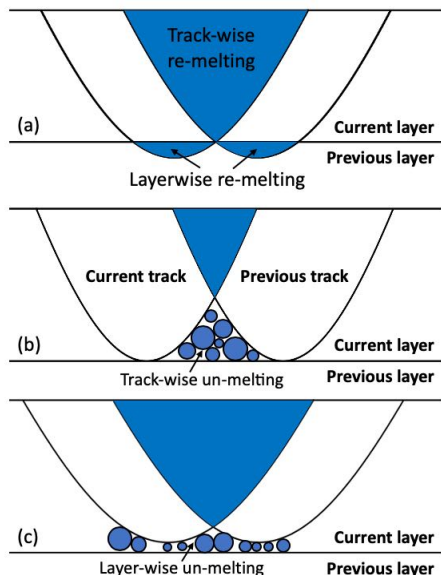 Track-wise
re-melting
(a)
Current layer
Previous layer
Layerwise re-melting
Current track
Previous track
(b)
Current layer
Track-wise un-melting
Previous layer
(c)
Current layer
Layer-wise un-melting
Previous layer